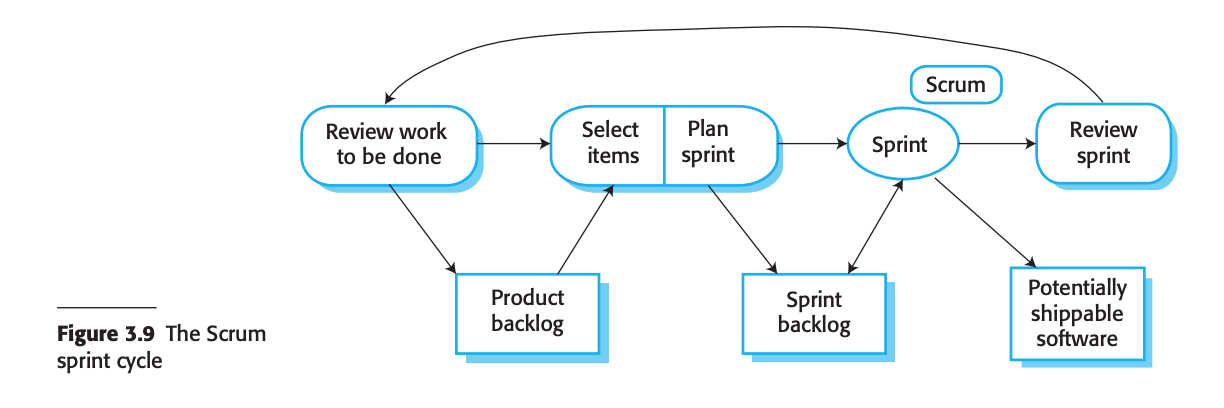 Scrum
Review work
to be done
Select
items
Plan
sprint
Sprint
Review
sprint
Product
backlog
Sprint
backlog
Potentially
shippable
software
Figure 3.9 The Scrum
sprint cycle